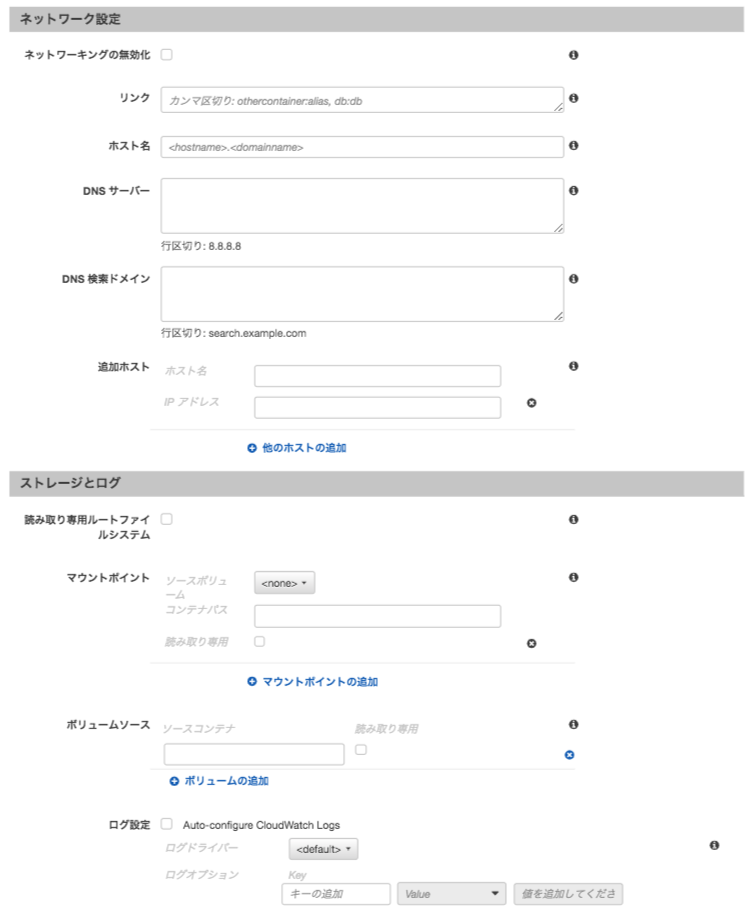 ネットワーク設定
ネットワーキングの無効化
リンク
カンマ区切り: othercontainer:alias, db:db
ホスト名
<hostname>.<domainname>
DNS サーバー
行区切り: 8.8.8.8
DNS 検索ドメイン
行区切り: search.example.com
追加ホスト
ホスト名
IP アドレス
他のホストの追加
ストレージとログ
読み取り専用ルートファイ
ルシステム
マウントポイント
ソースボリュ
ーム
<none>
コンテナパス
読み取り専用
マウントポイントの追加
ボリュームソース
ソースコンテナ
読み取り専用
ボリュームの追加
ログ設定
Auto-configure CloudWatch Logs
ログドライバー
<default>
ログオプション
Key
キーの追加
Value
値を追加してくださ